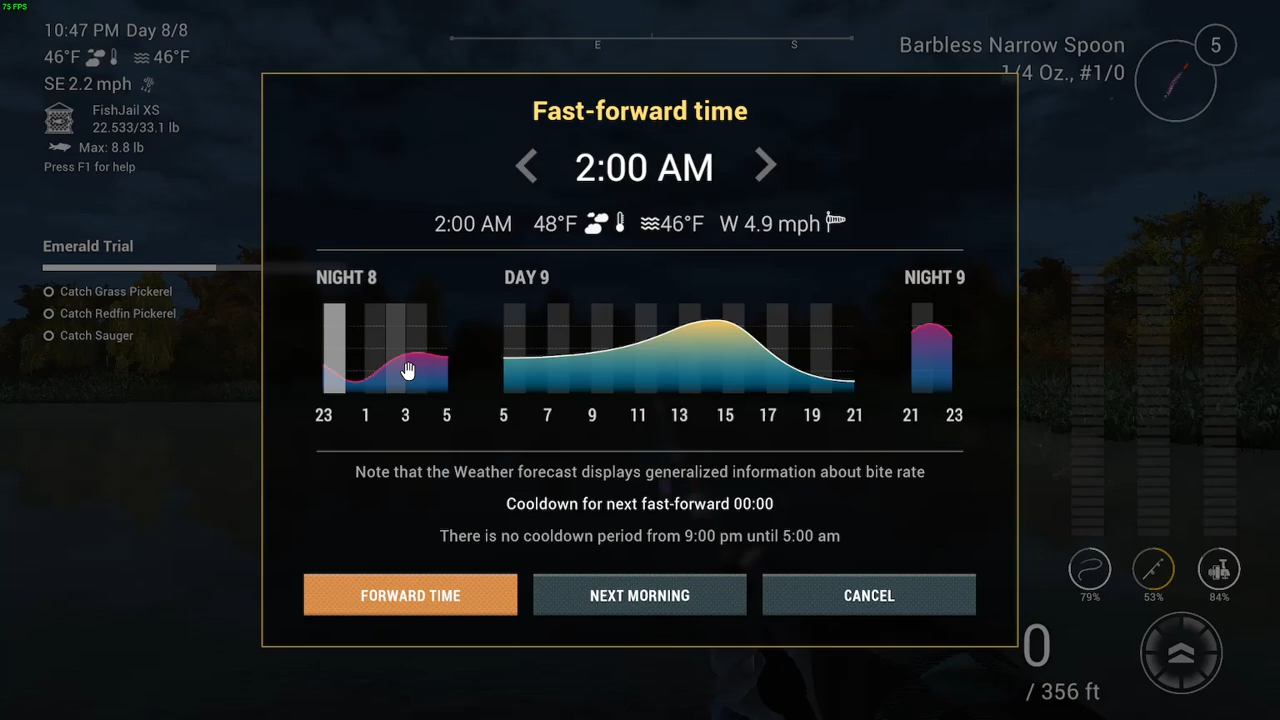 75 FPS
10:47 PM Day 8/8
46°F 46°F
SE 2.2 mph
FishJail XS
22.533/33.1 lb
Max: 8.8 lb
Press F1 for help
E S
Barbless Narrow Spoon
1/4 Oz., #1/0
5
Emerald Trial
Catch Grass Pickerel
Catch Redfin Pickerel
Catch Sauger
Fast-forward time
2:00 AM
2:00 AM 48°F 46°F W 4.9 mph
NIGHT 8 DAY 9 NIGHT 9
23 1 3 5 5 7 9 11 13 15 17 19 21 21 23
Note that the Weather forecast displays generalized information about bite rate
Cooldown for next fast-forward 00:00
There is no cooldown period from 9:00 pm until 5:00 am
FORWARD TIME NEXT MORNING CANCEL
79% 53% 84%
0
/ 356 ft